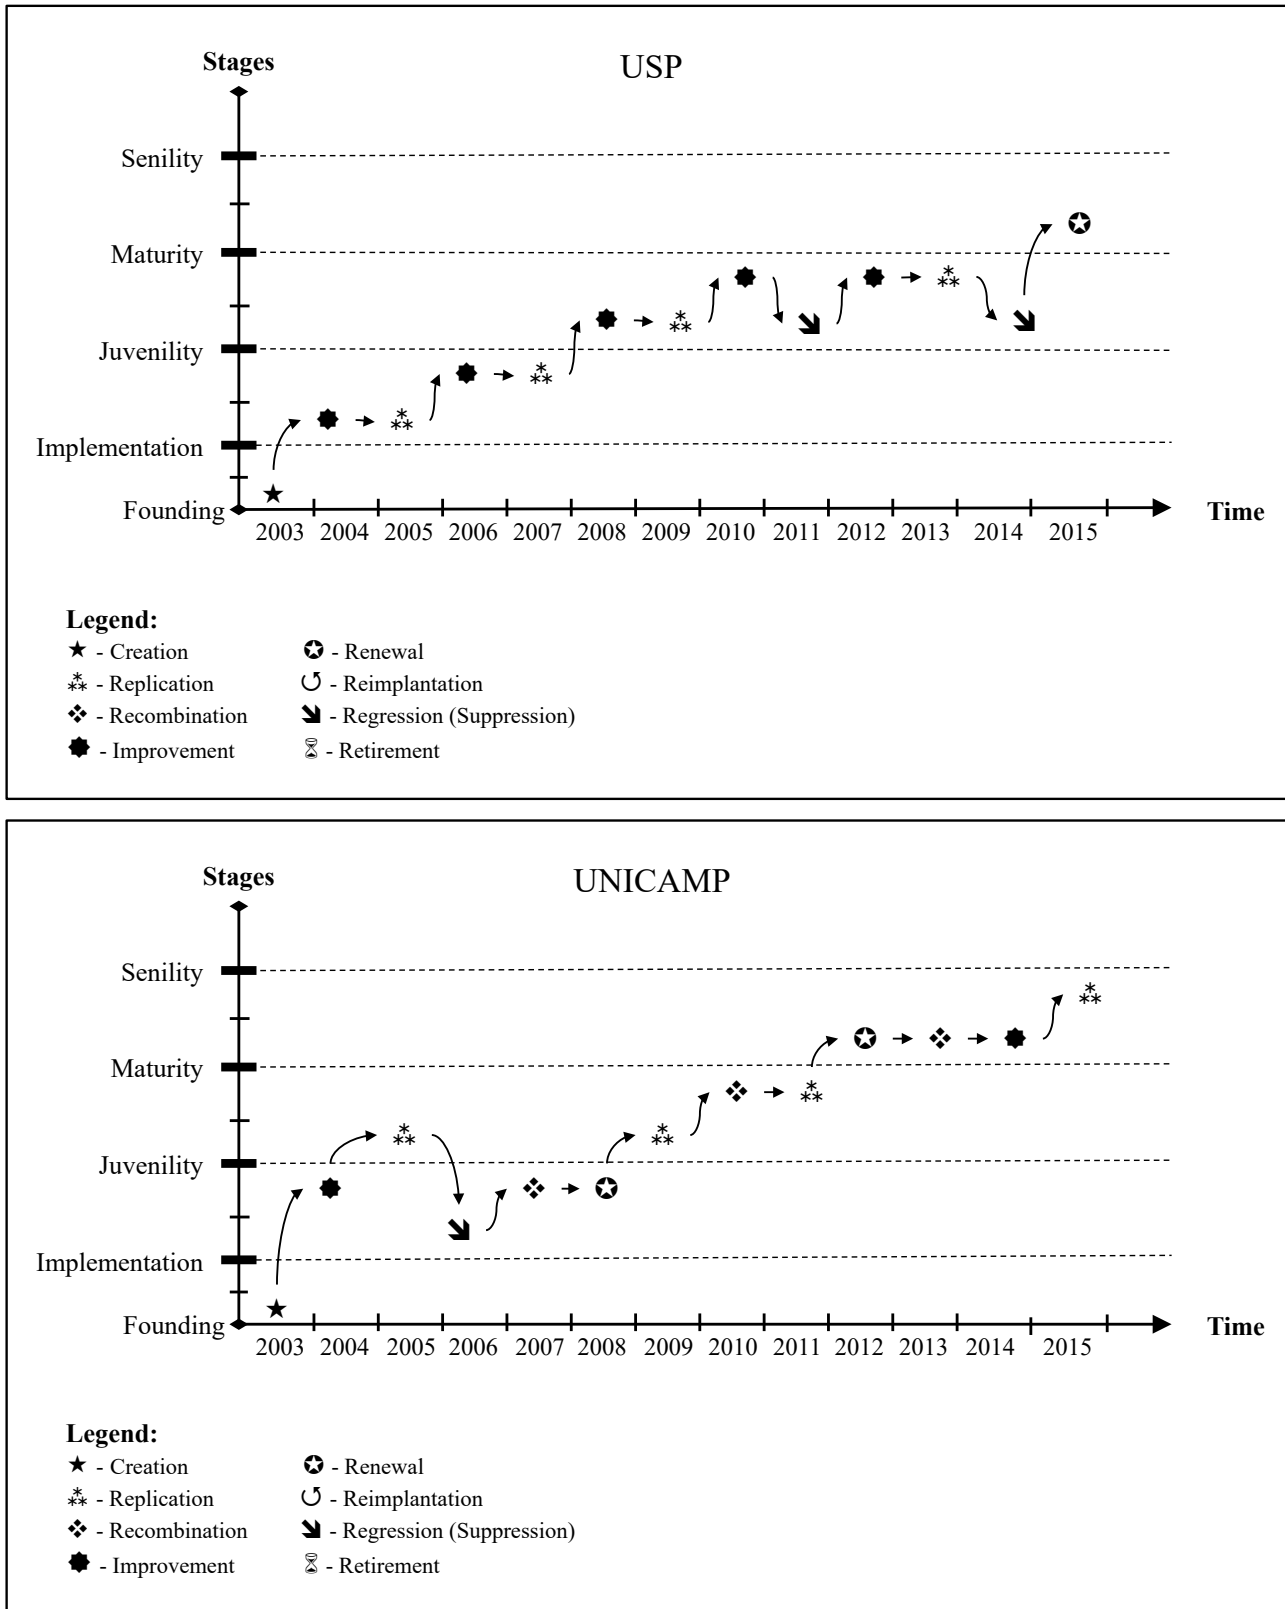 Stages
USP
Senility
Maturity
Juvenility
Implementation
Founding
2003 2004 2005 2006 2007 2008 2009 2010 2011 2012 2013 2014 2015
Time
Legend:
★ - Creation
✪ - Renewal
⁂ - Replication
↺ - Reimplantation
❖ - Recombination
⬊ - Regression (Suppression)
✹ - Improvement
⌛ - Retirement
Stages
UNICAMP
Senility
Maturity
Juvenility
Implementation
Founding
2003 2004 2005 2006 2007 2008 2009 2010 2011 2012 2013 2014 2015
Time
Legend:
★ - Creation
✪ - Renewal
⁂ - Replication
↺ - Reimplantation
❖ - Recombination
⬊ - Regression (Suppression)
✹ - Improvement
⌛ - Retirement